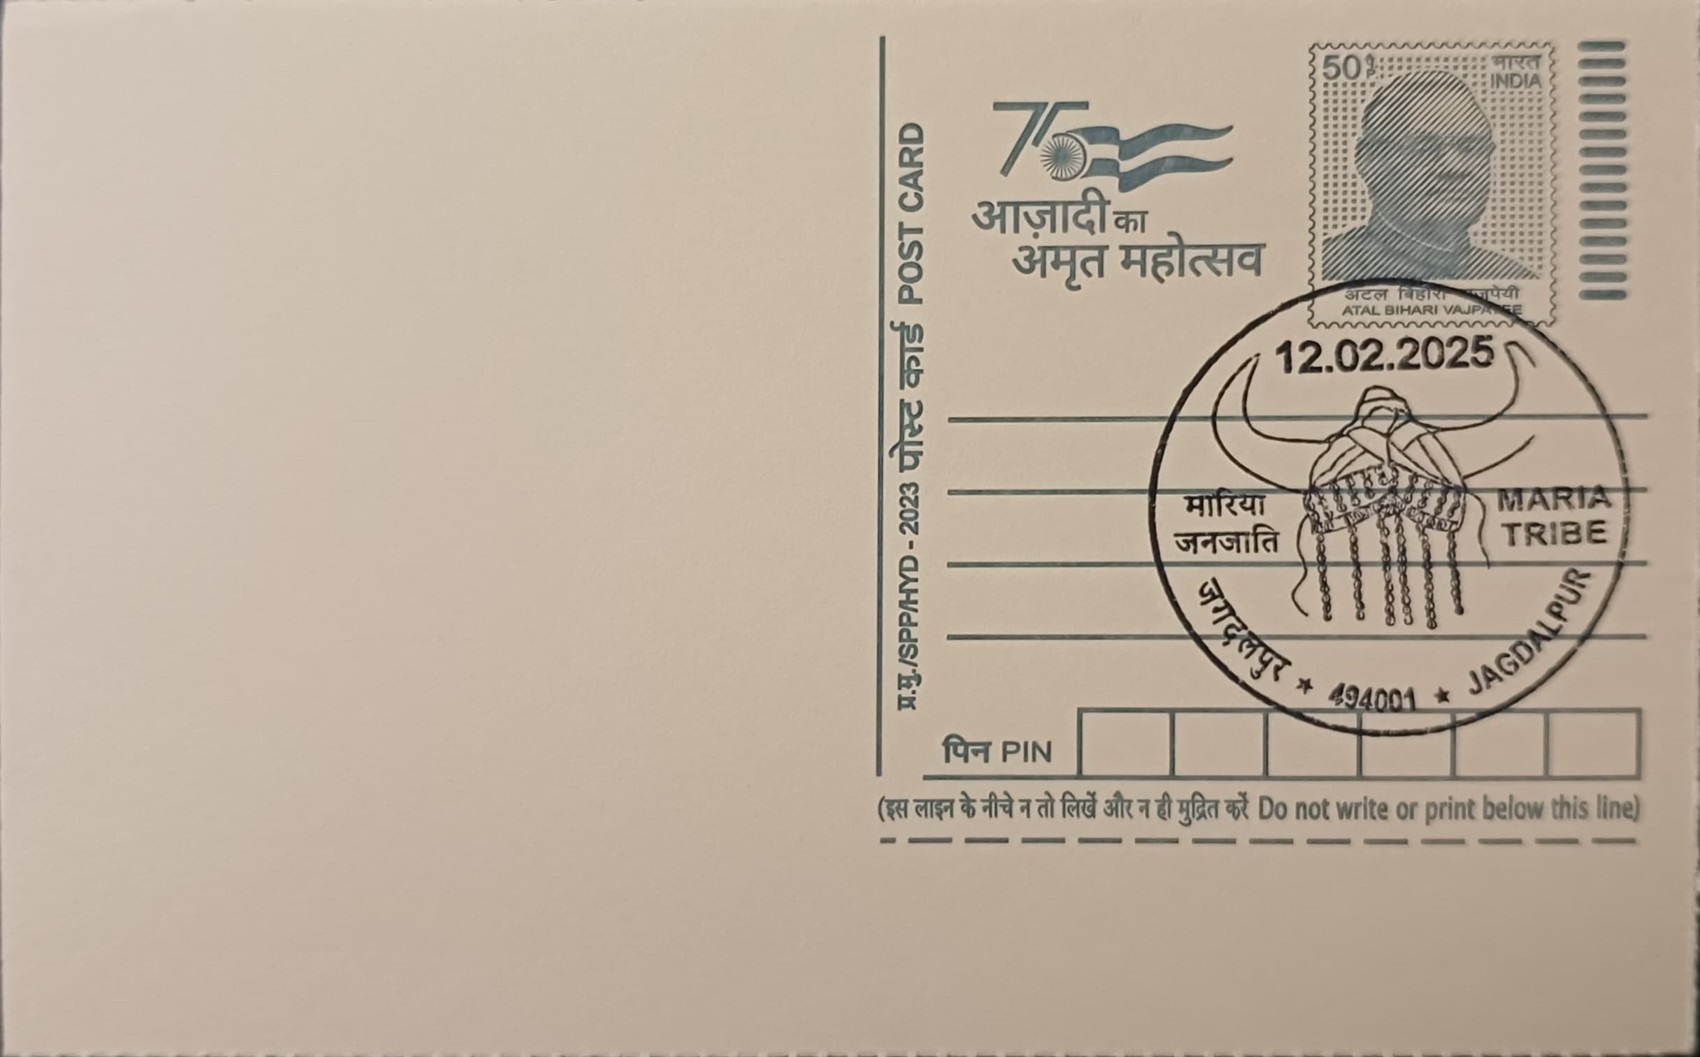 प्र.मु./SPP/HYD - 2023 पोस्ट कार्ड POST CARD
75
आज़ादी का
अमृत महोत्सव
50 भारत
INDIA
अटल बिहारी वाजपेयी
ATAL BIHARI VAJPAYEE
12.02.2025
मारिया
जनजाति
MARIA
TRIBE
जगदलपुर ★ 494001 ★ JAGDALPUR
पिन PIN
(इस लाइन के नीचे न तो लिखें और न ही मुद्रित करें Do not write or print below this line)